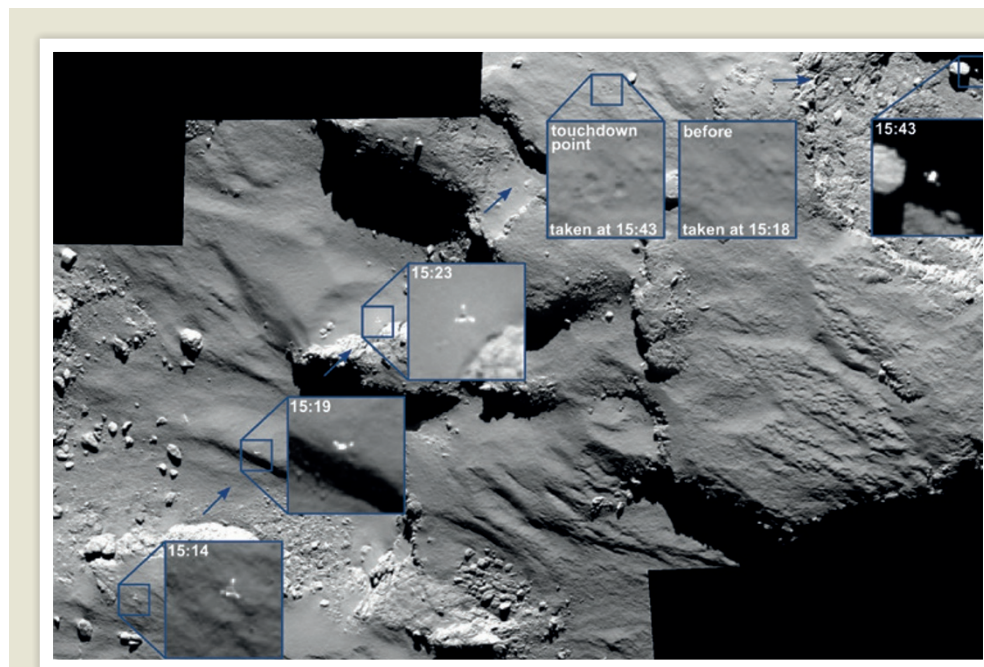 touchdown
point
taken at 15:43
before
taken at 15:18
15:43
15:23
15:19
15:14